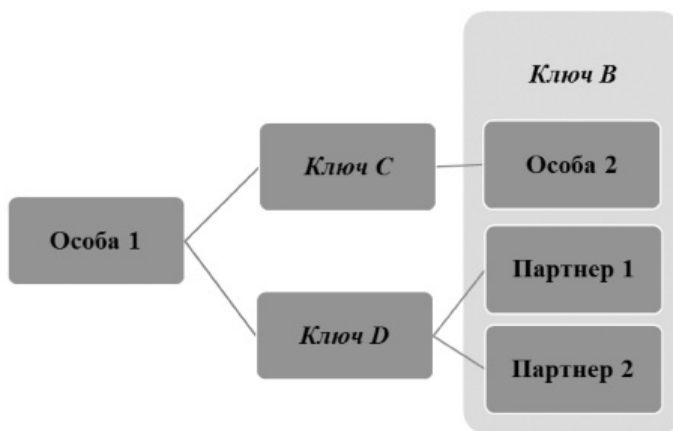 Ключ B
Ключ C
Особа 2
Особа 1
Партнер 1
Ключ D
Партнер 2